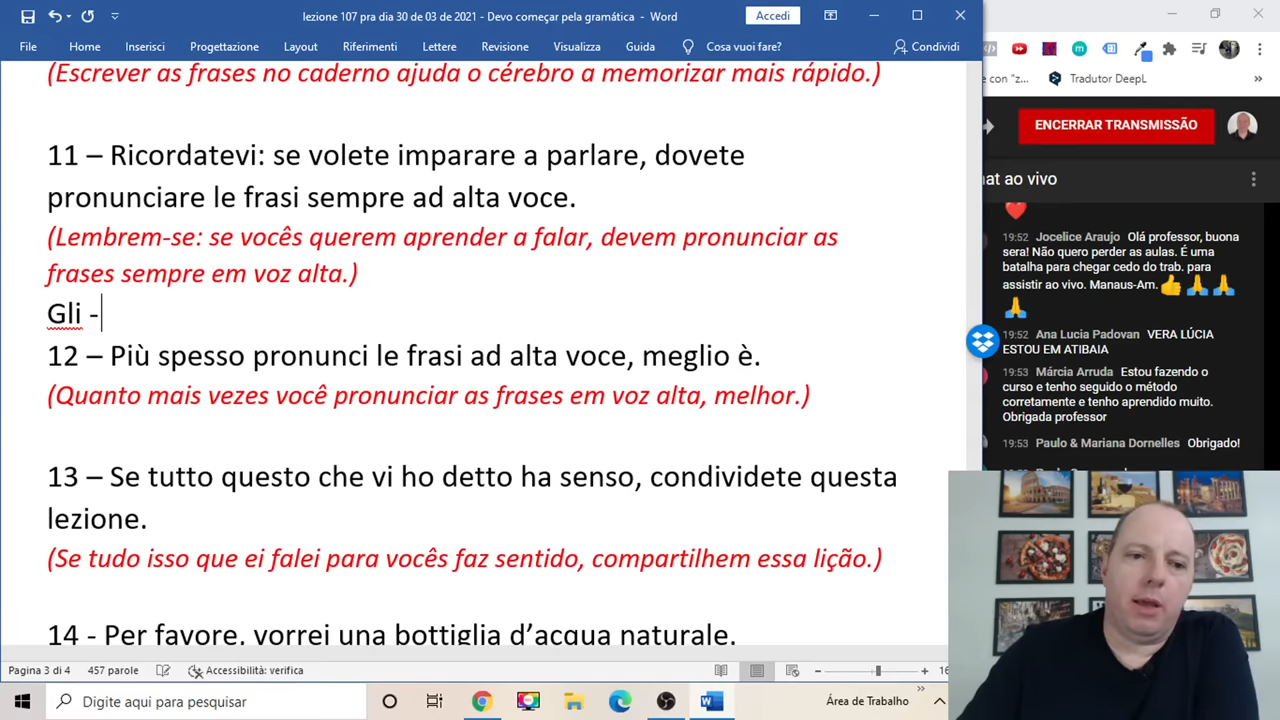 lezione 107 pra dia 30 de 03 de 2021 - Devo começar pela gramática - Word
Accedi
File Home Inserisci Progettazione Layout Riferimenti Lettere Revisione Visualizza Guida Cosa vuoi fare? Condividi
(Escrever as frases no caderno ajuda o cérebro a memorizar mais rápido.)
11 – Ricordatevi: se volete imparare a parlare, dovete
pronunciare le frasi sempre ad alta voce.
(Lembrem-se: se vocês querem aprender a falar, devem pronunciar as
frases sempre em voz alta.)
Gli -
12 – Più spesso pronunci le frasi ad alta voce, meglio è.
(Quanto mais vezes você pronunciar as frases em voz alta, melhor.)
13 – Se tutto questo che vi ho detto ha senso, condividete questa
lezione.
(Se tudo isso que ei falei para vocês faz sentido, compartilhem essa lição.)
14 - Per favore, vorrei una bottiglia d’acqua naturale.
Pagina 3 di 4 457 parole Accessibilità: verifica
16
Digite aqui para pesquisar
Área de Trabalho
e con "z... Tradutor DeepL
ENCERRAR TRANSMISSÃO
hat ao vivo
19:52 Jocelice Araujo Olá professor, buona
sera! Não quero perder as aulas. É uma
batalha para chegar cedo do trab. para
assistir ao vivo. Manaus-Am.
19:52 Ana Lucia Padovan VERA LÚCIA
ESTOU EM ATIBAIA
19:53 Márcia Arruda Estou fazendo o
curso e tenho seguido o método
corretamente e tenho aprendido muito.
Obrigada professor
19:53 Paulo & Mariana Dornelles Obrigado!